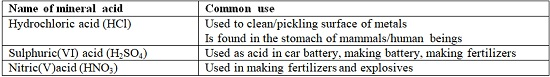 Name of mineral acid Common use
Hydrochloric acid (HCl) Used to clean/pickling surface of metals
Is found in the stomach of mammals/human beings
Sulphuric(VI) acid (H₂SO₄) Used as acid in car battery, making battery, making fertilizers
Nitric(V)acid (HNO₃) Used in making fertilizers and explosives